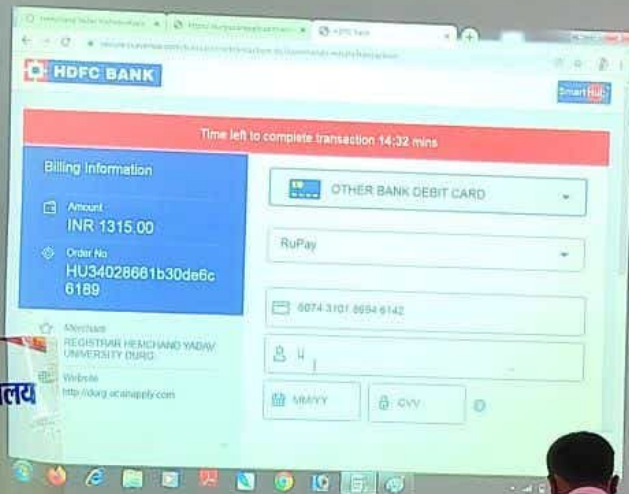 HDFC BANK
SmartHub
Time left to complete transaction 14:32 mins
Billing Information
Amount
INR 1315.00
Order No
HU34028661b30de6c
6189
Merchant
REGISTRAR HEMCHAND YADAV
UNIVERSITY DURG
Website
http://durg.ucanapply.com
OTHER BANK DEBIT CARD
RuPay
MM/YY
CVV
लय